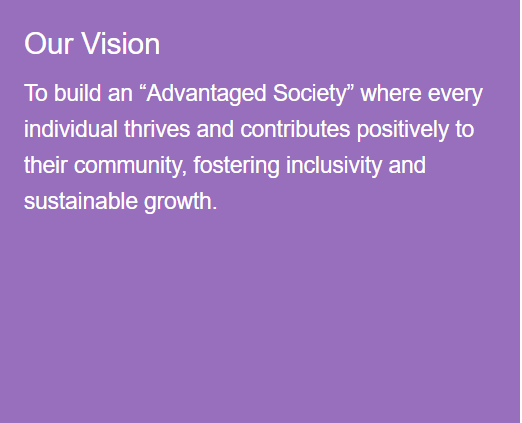 Our Vision
To build an “Advantaged Society” where every
individual thrives and contributes positively to
their community, fostering inclusivity and
sustainable growth.